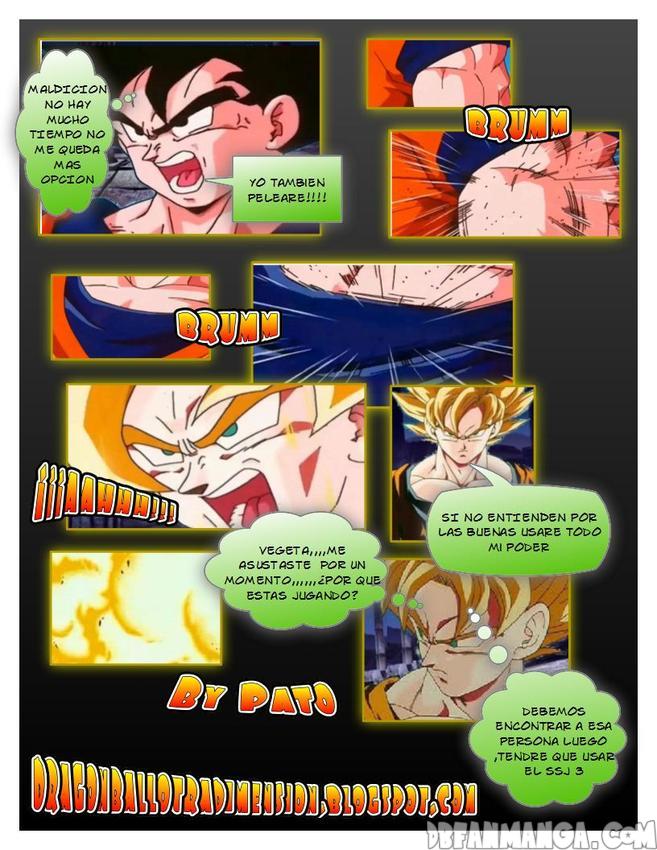 MALDICION
NO HAY
MUCHO
TIEMPO NO
ME QUEDA
MAS
OPCION
YO TAMBIEN
PELEARE!!!!
BRUMM
BRUMM
¡¡¡AAHHH!!!
SI NO ENTIENDEN POR
LAS BUENAS USARE TODO
MI PODER
VEGETA,,,,ME
ASUSTASTE POR UN
MOMENTO,,,,,,¿POR QUE
ESTAS JUGANDO?
DEBEMOS
ENCONTRAR A ESA
PERSONA LUEGO
,TENDRE QUE USAR
EL SSJ 3
BY PATO
DRAGONBALLOTRADIMENSION,BLOGSPOT,COM
DBFANMANGA.COM